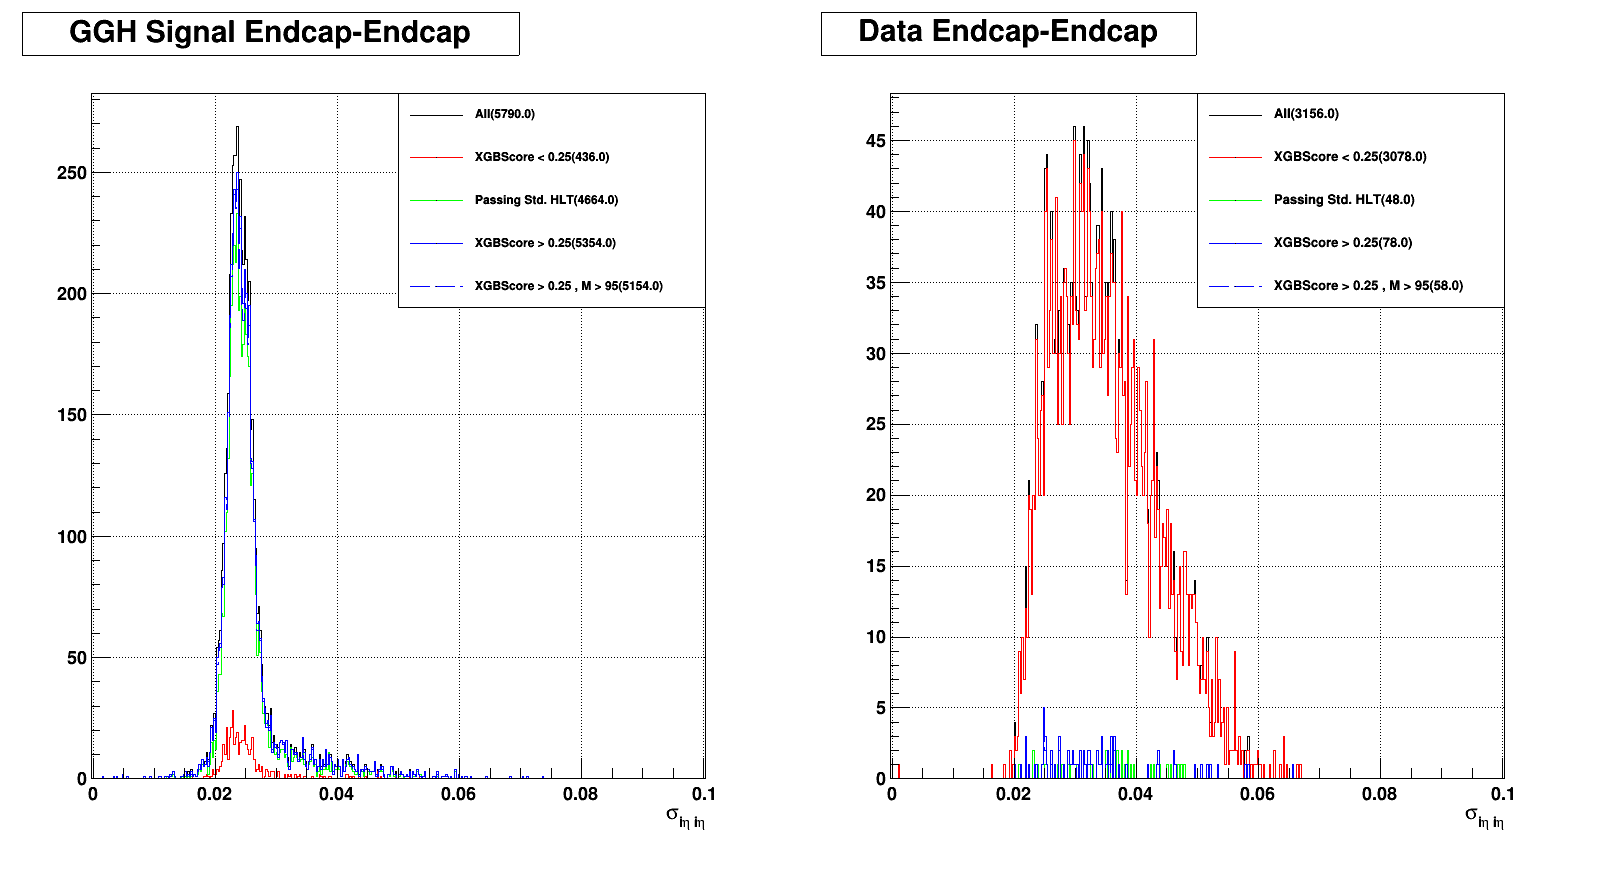 GGH Signal Endcap-Endcap
All(5790.0)
XGBScore < 0.25(436.0)
Passing Std. HLT(4664.0)
XGBScore > 0.25(5354.0)
XGBScore > 0.25 , M > 95(5154.0)
250
200
150
100
50
0
0 0.02 0.04 0.06 0.08 0.1
σiη iη
Data Endcap-Endcap
All(3156.0)
XGBScore < 0.25(3078.0)
Passing Std. HLT(48.0)
XGBScore > 0.25(78.0)
XGBScore > 0.25 , M > 95(58.0)
45
40
35
30
25
20
15
10
5
0
0 0.02 0.04 0.06 0.08 0.1
σiη iη